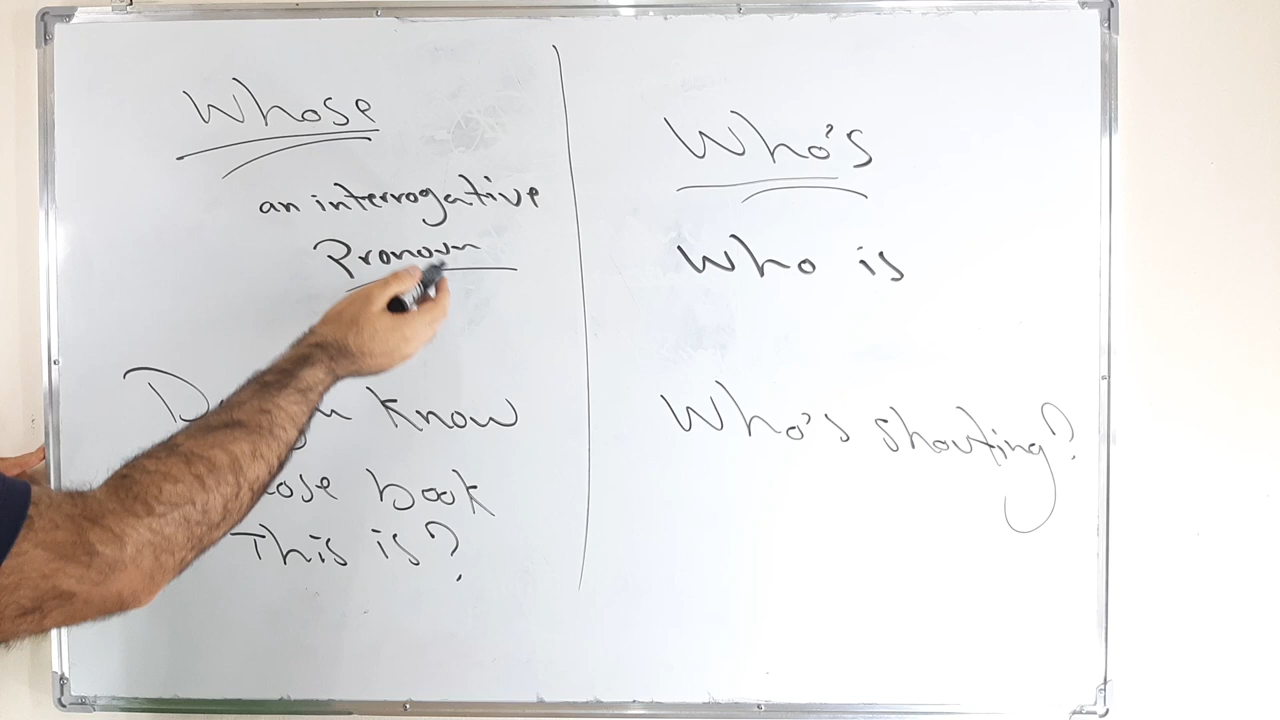 Whose
an interrogative
Pronoun
know
book
This is?
Who's
Who is
Who's shouting?